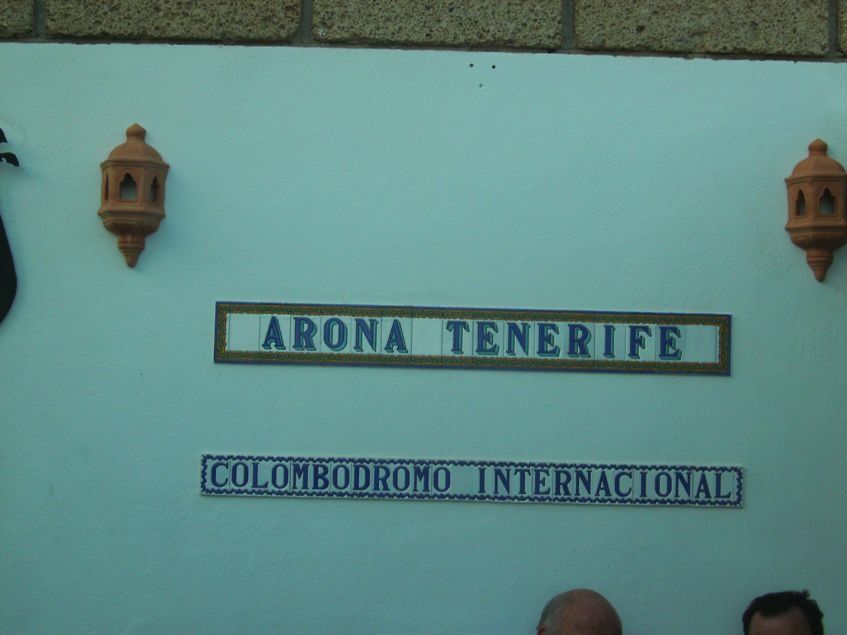 ARONA TENERIFE
COLOMBODROMO INTERNACIONAL